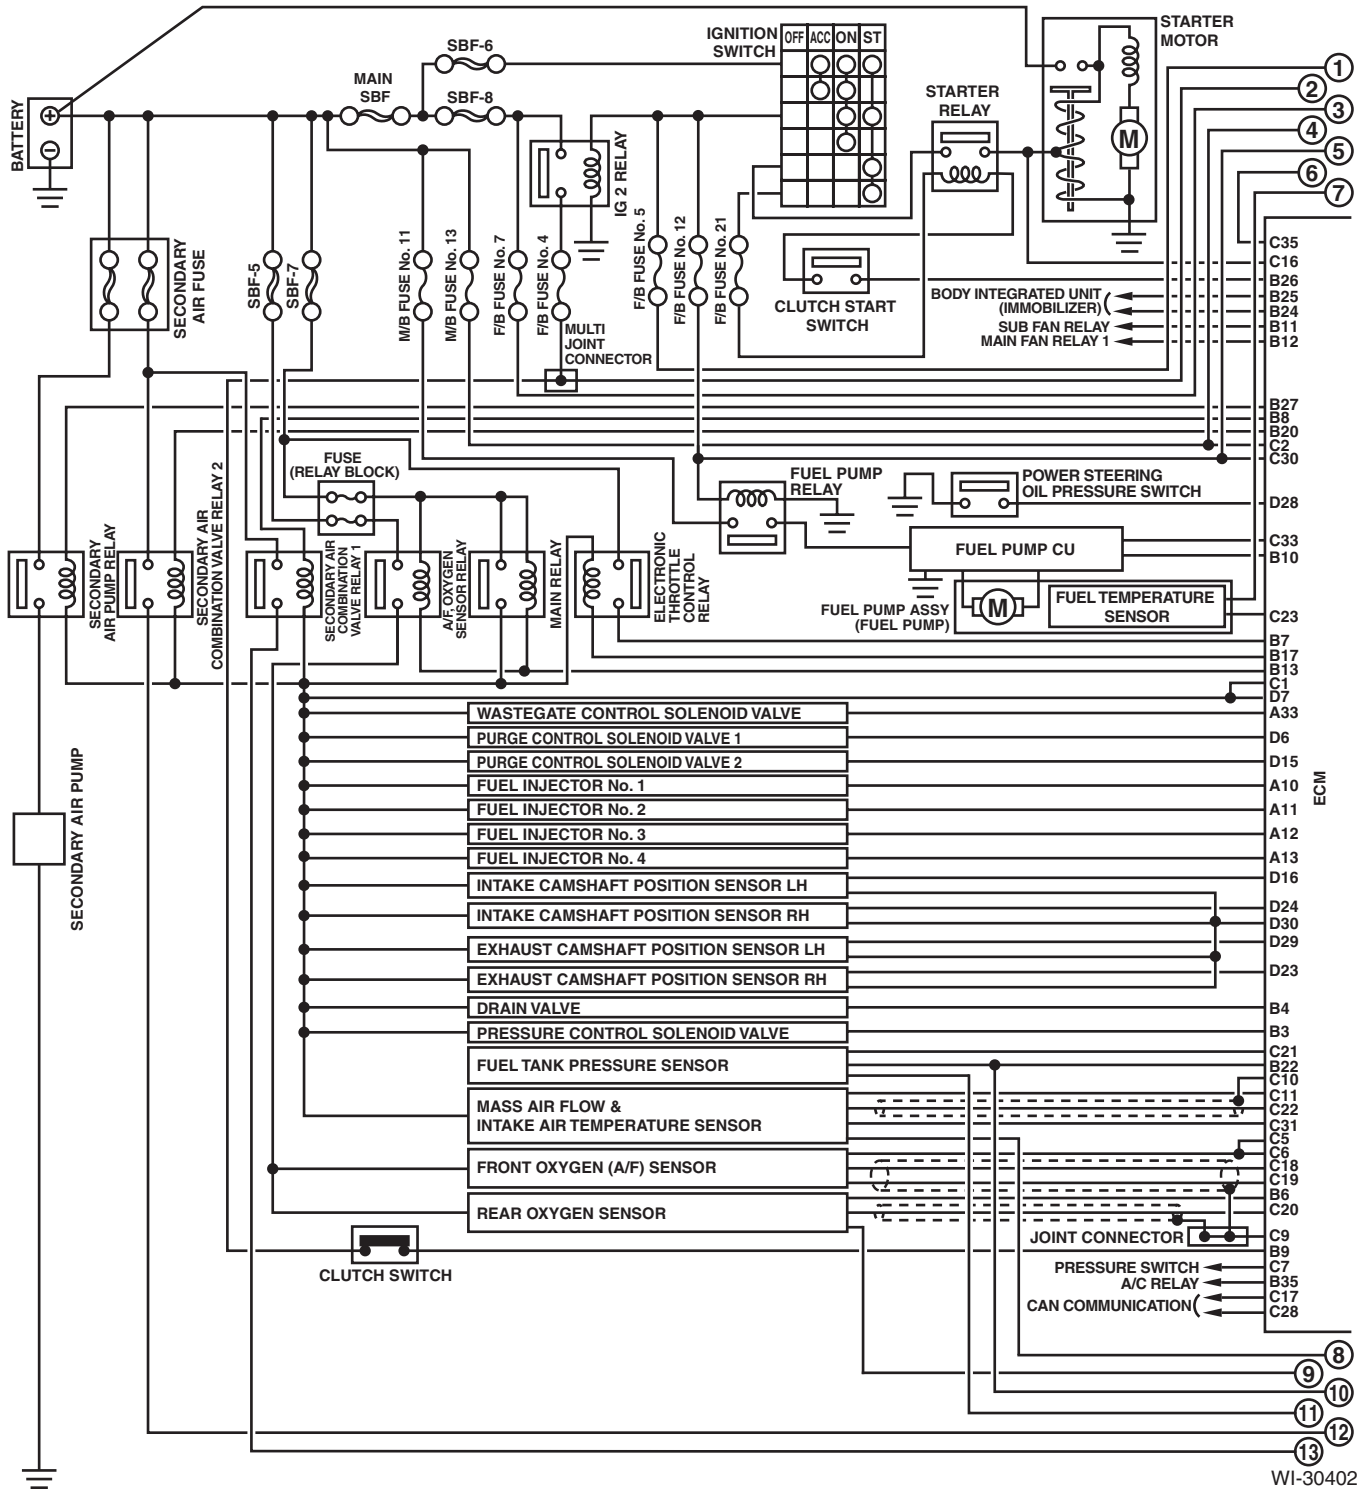 BATTERY
MAIN
SBF
SBF-6
SBF-8
IGNITION
SWITCH
OFF
ACC
ON
ST
STARTER
MOTOR
M
STARTER
RELAY
IG 2 RELAY
CLUTCH START
SWITCH
1
2
3
4
5
6
7
SECONDARY
AIR FUSE
SBF-5
SBF-7
M/B FUSE No. 11
M/B FUSE No. 13
F/B FUSE No. 7
F/B FUSE No. 4
F/B FUSE No. 5
F/B FUSE No. 12
F/B FUSE No. 21
MULTI
JOINT
CONNECTOR
BODY INTEGRATED UNIT
(IMMOBILIZER)
SUB FAN RELAY
MAIN FAN RELAY 1
C35
C16
B26
B25
B24
B11
B12
B27
B8
B20
C2
C30
FUSE
(RELAY BLOCK)
FUEL PUMP
RELAY
POWER STEERING
OIL PRESSURE SWITCH
D28
FUEL PUMP CU
C33
B10
FUEL PUMP ASSY
(FUEL PUMP)
M
FUEL TEMPERATURE
SENSOR
C23
SECONDARY
AIR PUMP RELAY
SECONDARY AIR
COMBINATION VALVE RELAY 2
SECONDARY AIR
COMBINATION
VALVE RELAY 1
A/F, OXYGEN
SENSOR RELAY
MAIN RELAY
ELECTRONIC
THROTTLE
CONTROL
RELAY
B7
B17
B13
C1
D7
WASTEGATE CONTROL SOLENOID VALVE
A33
PURGE CONTROL SOLENOID VALVE 1
D6
PURGE CONTROL SOLENOID VALVE 2
D15
FUEL INJECTOR No. 1
A10
FUEL INJECTOR No. 2
A11
FUEL INJECTOR No. 3
A12
FUEL INJECTOR No. 4
A13
ECM
SECONDARY AIR PUMP
INTAKE CAMSHAFT POSITION SENSOR LH
D16
INTAKE CAMSHAFT POSITION SENSOR RH
D24
D30
EXHAUST CAMSHAFT POSITION SENSOR LH
D29
EXHAUST CAMSHAFT POSITION SENSOR RH
D23
DRAIN VALVE
B4
PRESSURE CONTROL SOLENOID VALVE
B3
FUEL TANK PRESSURE SENSOR
C21
B22
C10
MASS AIR FLOW &
INTAKE AIR TEMPERATURE SENSOR
C11
C22
C31
C5
FRONT OXYGEN (A/F) SENSOR
C6
C18
C19
REAR OXYGEN SENSOR
B6
C20
JOINT CONNECTOR
C9
B9
CLUTCH SWITCH
PRESSURE SWITCH
C7
A/C RELAY
B35
CAN COMMUNICATION
C17
C28
8
9
10
11
12
13
WI-30402